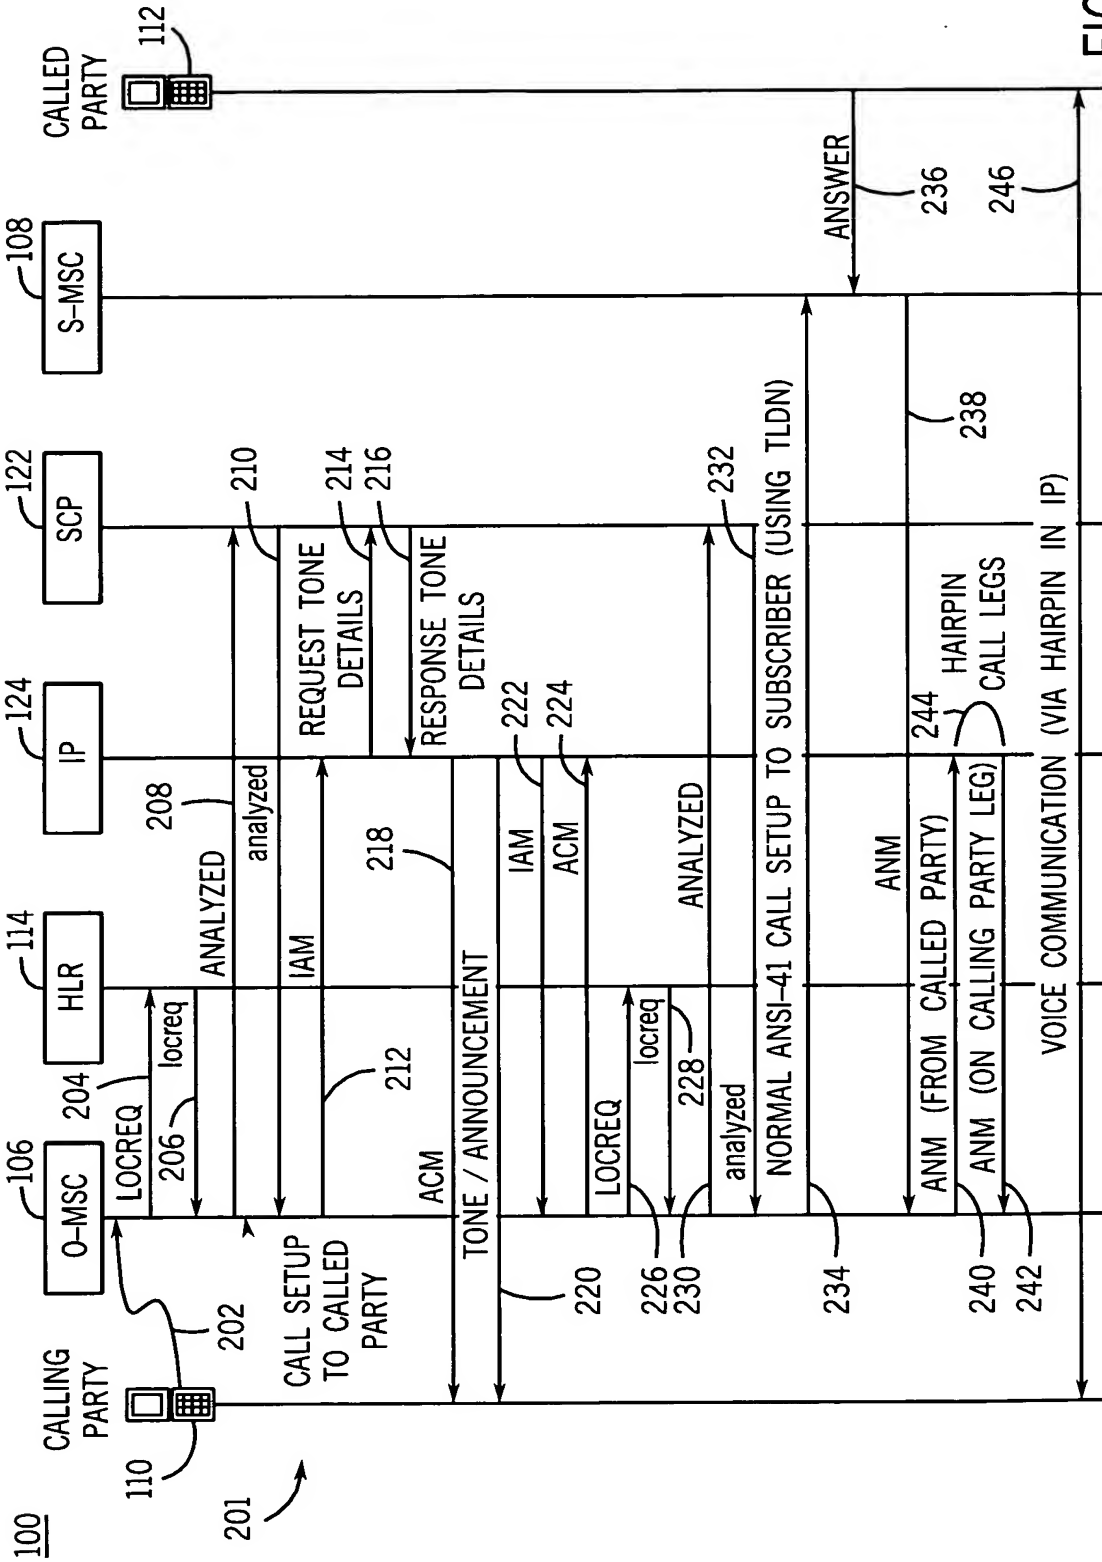 100
CALLING
PARTY
110
201
202
O-MSC
106
HLR
114
IP
124
SCP
122
S-MSC
108
CALLED
PARTY
112
LOCREQ
204
206
locreq
CALL SETUP
TO CALLED
PARTY
ANALYZED
208
analyzed
210
IAM
212
REQUEST TONE
DETAILS
214
216
RESPONSE TONE
DETAILS
ACM
218
TONE / ANNOUNCEMENT
220
IAM
222
ACM
224
LOCREQ
226
locreq
228
ANALYZED
230
analyzed
232
NORMAL ANSI-41 CALL SETUP TO SUBSCRIBER (USING TLDN)
234
ANSWER
236
ANM
238
ANM (FROM CALLED PARTY)
240
ANM (ON CALLING PARTY LEG)
242
244
HAIRPIN
CALL LEGS
VOICE COMMUNICATION (VIA HAIRPIN IN IP)
246